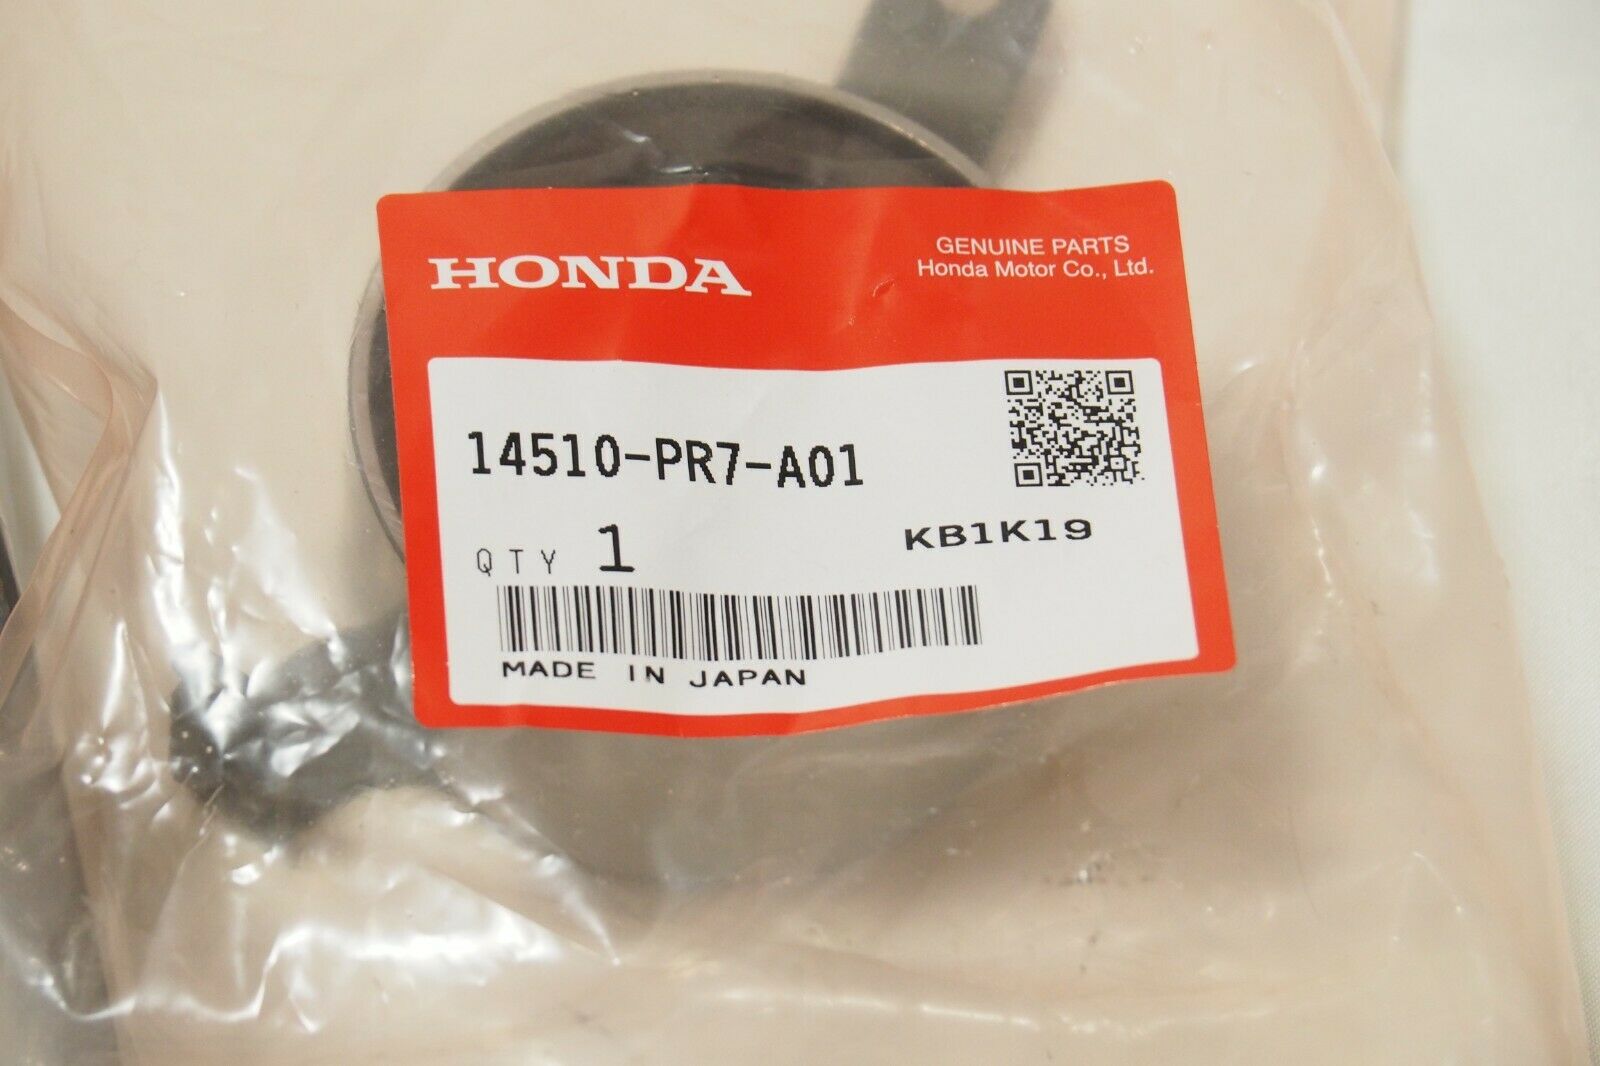 HONDA
GENUINE PARTS
Honda Motor Co., Ltd.
14510-PR7-A01
QTY 1
KB1K19
MADE IN JAPAN